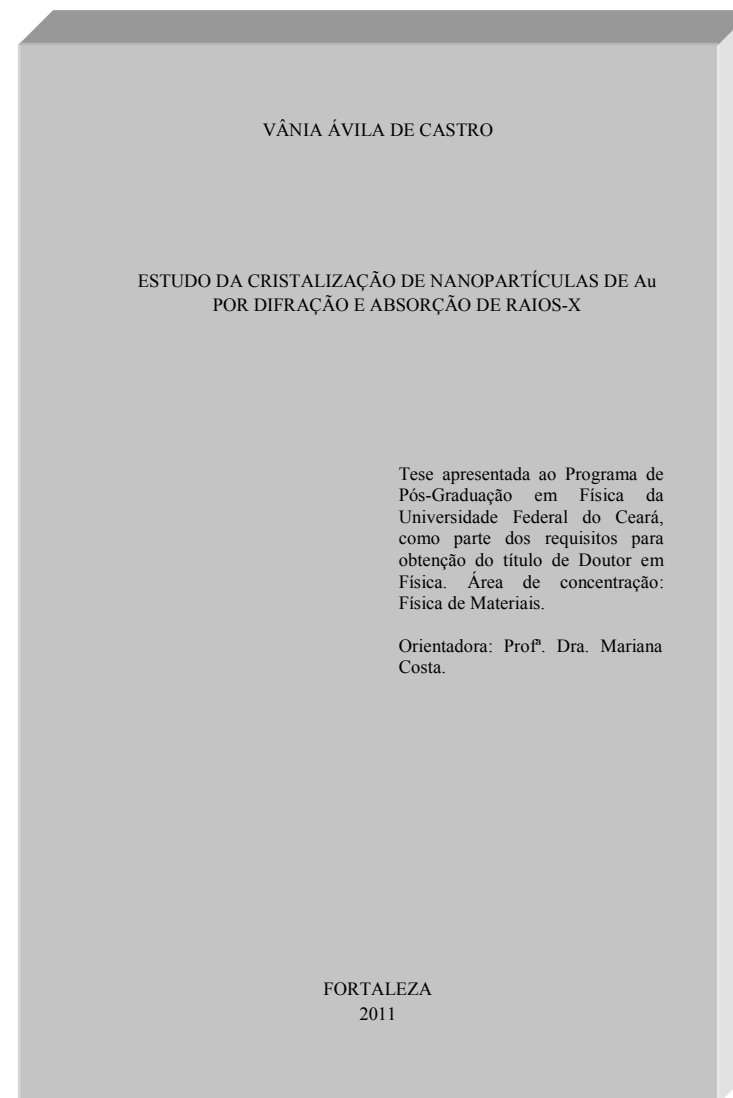 VÂNIA ÁVILA DE CASTRO
ESTUDO DA CRISTALIZAÇÃO DE NANOPARTÍCULAS DE Au
POR DIFRAÇÃO E ABSORÇÃO DE RAIOS-X
Tese apresentada ao Programa de
Pós-Graduação em Física da
Universidade Federal do Ceará,
como parte dos requisitos para
obtenção do título de Doutor em
Física. Área de concentração:
Física de Materiais.
Orientadora: Profª. Dra. Mariana
Costa.
FORTALEZA
2011